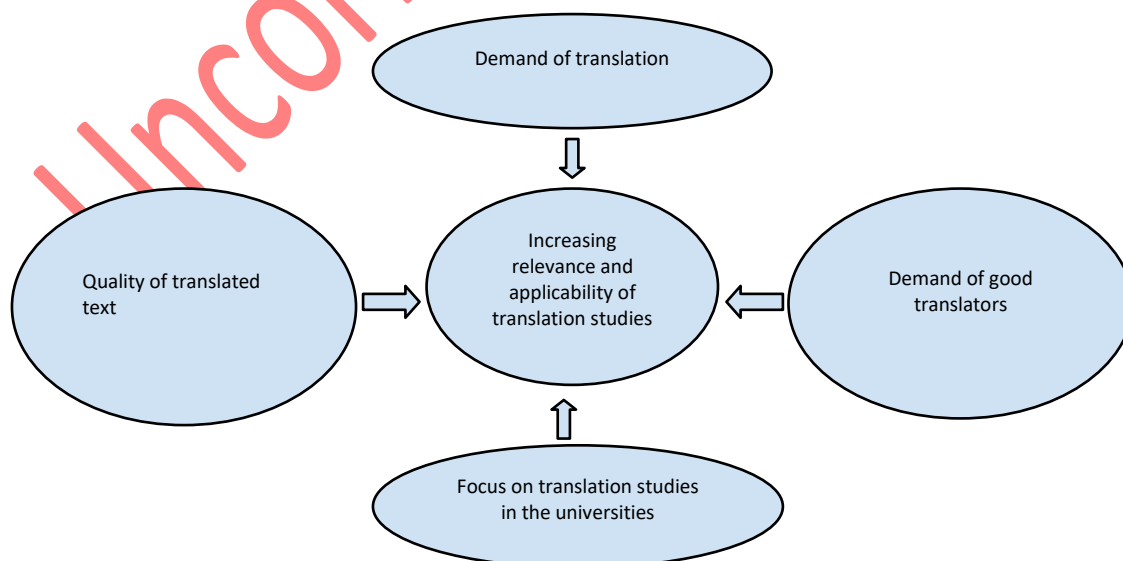 Demand of translation
Quality of translated
text
Increasing
relevance and
applicability of
translation studies
Demand of good
translators
Focus on translation studies
in the universities